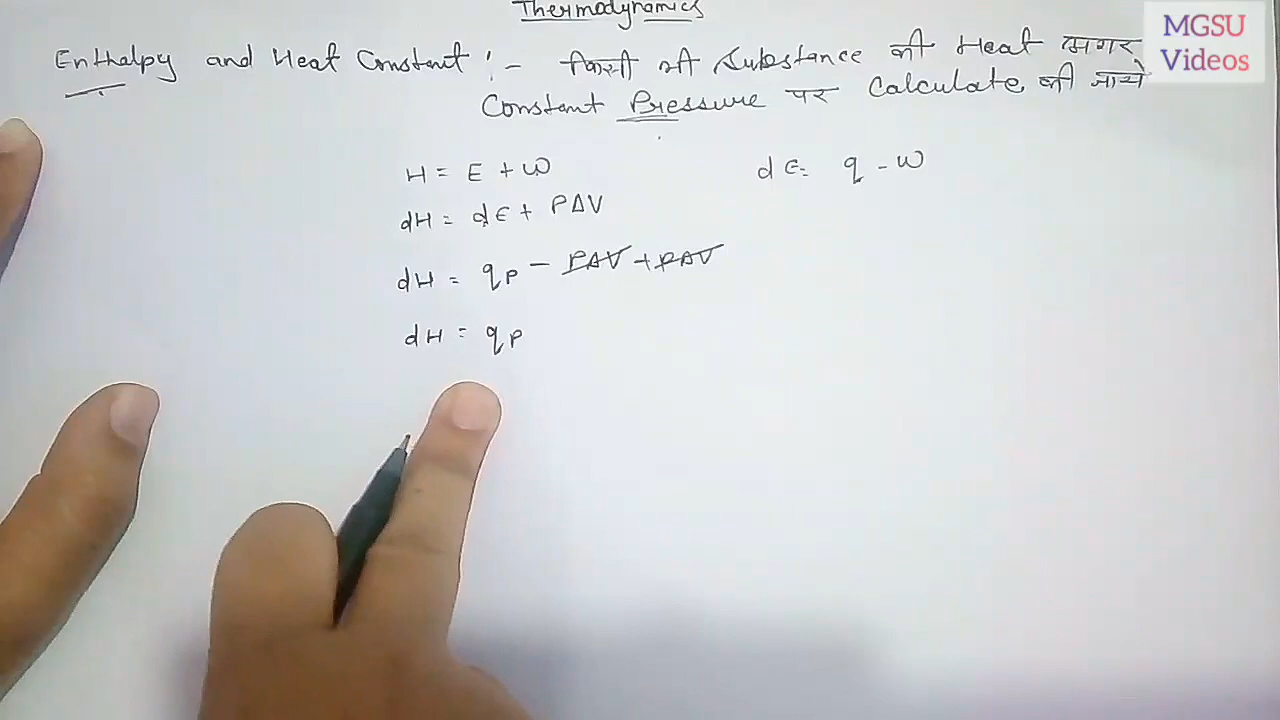 Thermodynamics
MGSU
Videos
Enthalpy and Heat Constant :- किसी भी Substance की Heat अगर
Constant Pressure पर Calculate की जाये
H = E + W
dE = q - W
dH = dE + PΔV
dH = qP - PΔV + PΔV
dH = qP